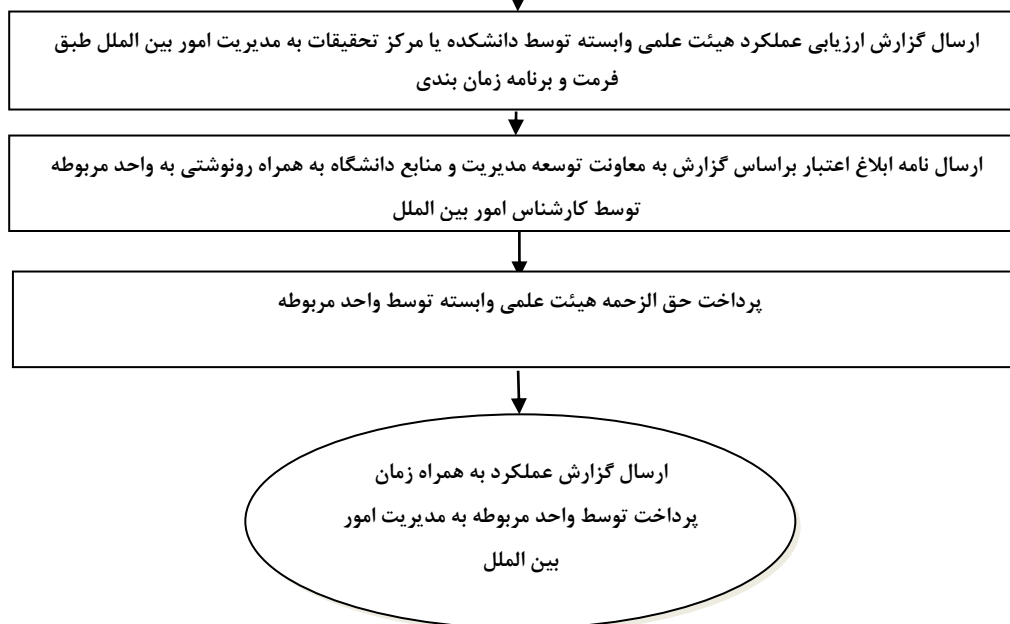 ارسال گزارش ارزیابی عملکرد هیئت علمی وابسته توسط دانشکده یا مرکز تحقیقات به مدیریت امور بین الملل طبق
فرمت و برنامه زمان بندی
ارسال نامه ابلاغ اعتبار براساس گزارش به معاونت توسعه مدیریت و منابع دانشگاه به همراه رونوشتی به واحد مربوطه
توسط کارشناس امور بین الملل
پرداخت حق الزحمه هیئت علمی وابسته توسط واحد مربوطه
ارسال گزارش عملکرد به همراه زمان
پرداخت توسط واحد مربوطه به مدیریت امور
بین الملل